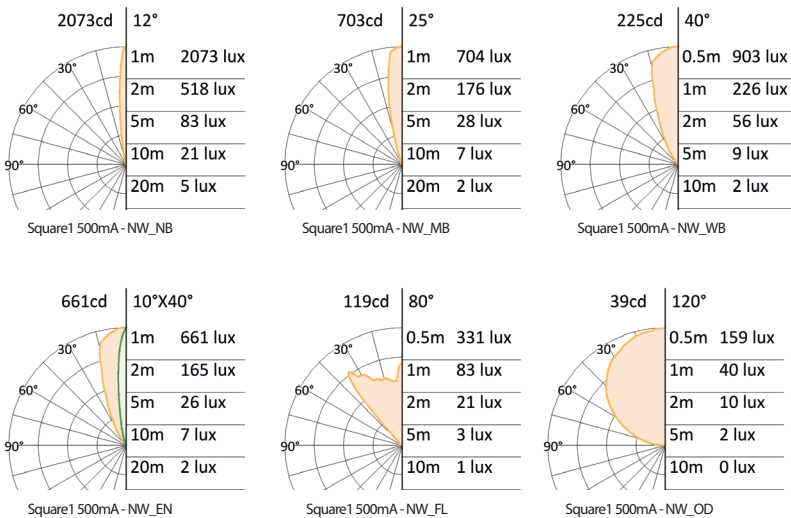 2073cd 12°
1m 2073 lux
2m 518 lux
5m 83 lux
10m 21 lux
20m 5 lux
30°
60°
90°
Square1 500mA - NW_NB
703cd 25°
1m 704 lux
2m 176 lux
5m 28 lux
10m 7 lux
20m 2 lux
30°
60°
90°
Square1 500mA - NW_MB
225cd 40°
0.5m 903 lux
1m 226 lux
2m 56 lux
5m 9 lux
10m 2 lux
30°
60°
90°
Square1 500mA - NW_WB
661cd 10°X40°
1m 661 lux
2m 165 lux
5m 26 lux
10m 7 lux
20m 2 lux
30°
60°
90°
Square1 500mA - NW_EN
119cd 80°
0.5m 331 lux
1m 83 lux
2m 21 lux
5m 3 lux
10m 1 lux
30°
60°
90°
Square1 500mA - NW_FL
39cd 120°
0.5m 159 lux
1m 40 lux
2m 10 lux
5m 2 lux
10m 0 lux
30°
60°
90°
Square1 500mA - NW_OD